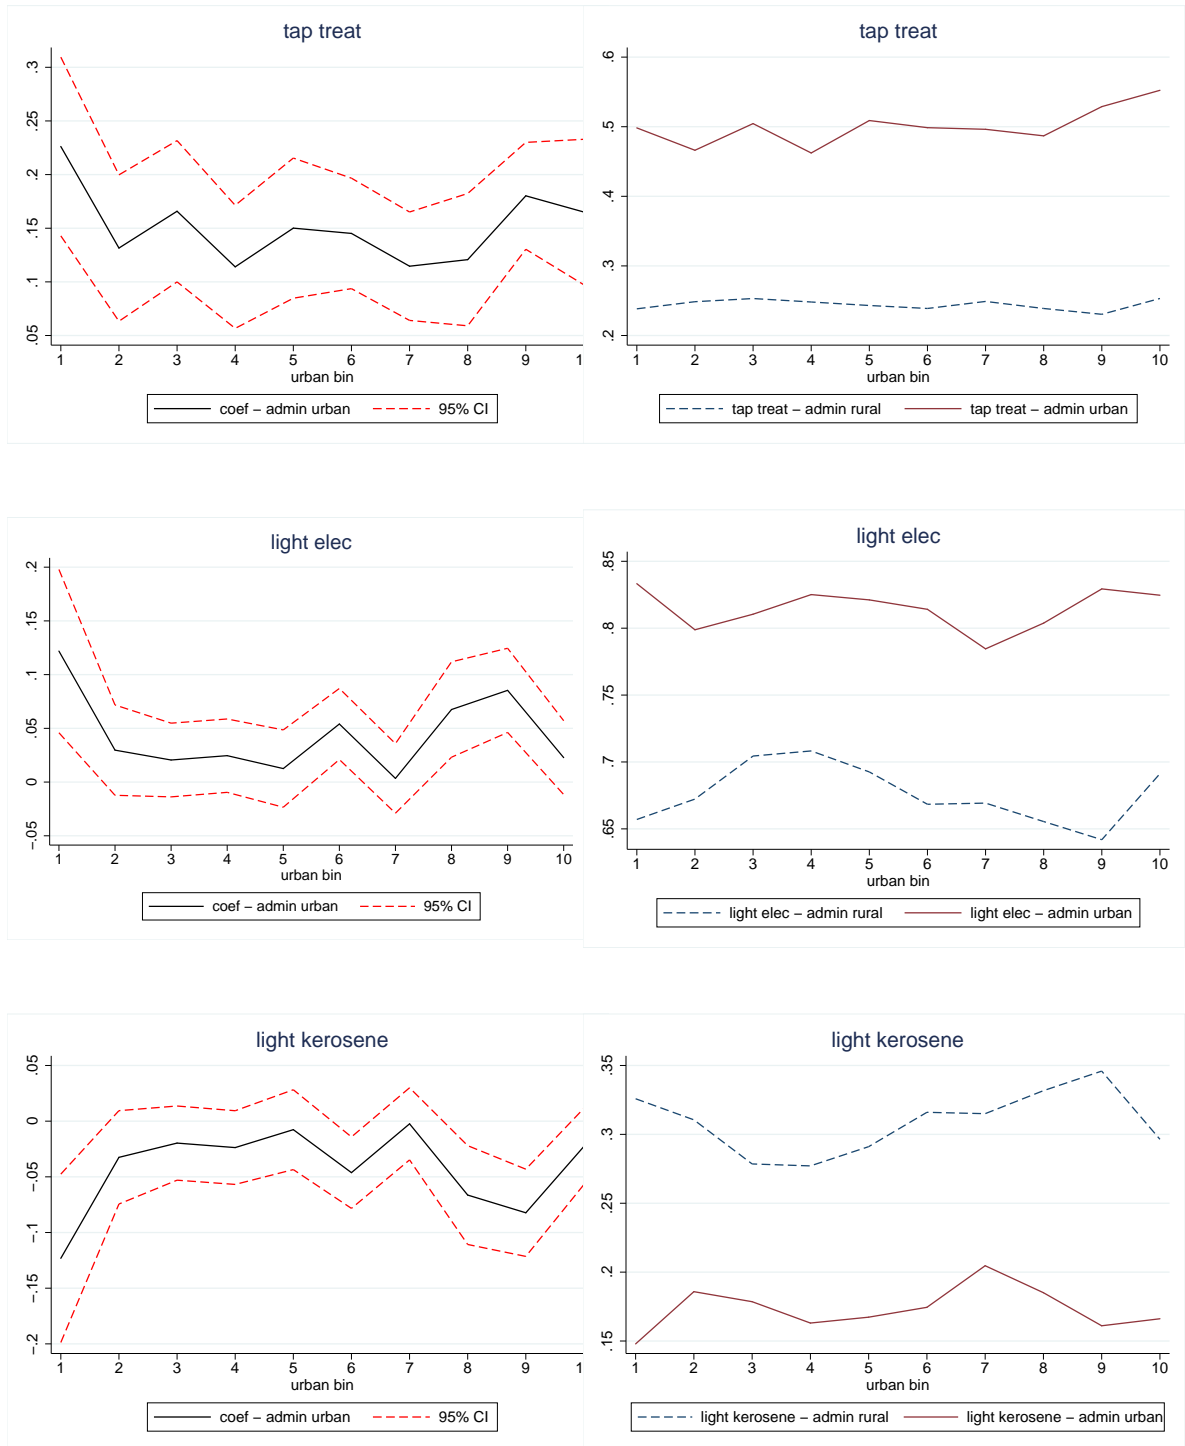 tap treat
.3
.25
.2
.15
.1
.05
1 2 3 4 5 6 7 8 9 1
urban bin
coef − admin urban 95% CI
tap treat
.6
.5
.4
.3
.2
1 2 3 4 5 6 7 8 9 10
urban bin
tap treat − admin rural tap treat − admin urban
light elec
.2
.15
.1
.05
0
−.05
1 2 3 4 5 6 7 8 9 10
urban bin
coef − admin urban 95% CI
light elec
.85
.8
.75
.7
.65
1 2 3 4 5 6 7 8 9 10
urban bin
light elec − admin rural light elec − admin urban
light kerosene
.05
0
−.05
−.1
−.15
−.2
1 2 3 4 5 6 7 8 9 1
urban bin
coef − admin urban 95% CI
light kerosene
.35
.3
.25
.2
.15
1 2 3 4 5 6 7 8 9 10
urban bin
light kerosene − admin rural light kerosene − admin urban